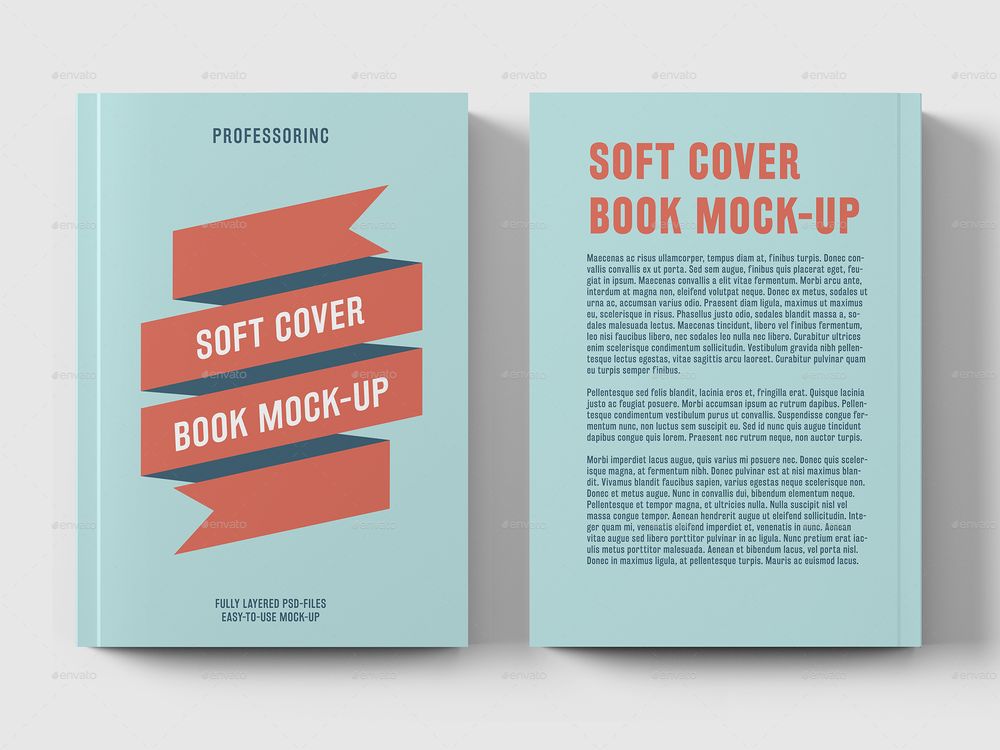 PROFESSORINC
SOFT COVER
BOOK MOCK-UP
FULLY LAYERED PSD-FILES
EASY-TO-USE MOCK-UP
SOFT COVER
BOOK MOCK-UP
Maecenas ac risus ullamcorper, tempus diam at, finibus turpis. Donec con-
vallis convallis ex ut porta. Sed sem augue, finibus quis placerat eget, feu-
giat in ipsum. Maecenas convallis a elit vitae fermentum. Morbi arcu ante,
interdum at magna non, eleifend volutpat neque. Donec ex metus, sodales ut
urna ac, accumsan varius odio. Praesent diam ligula, maximus ut maximus
eu, scelerisque in risus. Phasellus justo odio, sodales blandit massa a, so-
dales malesuada lectus. Maecenas tincidunt, libero vel finibus fermentum,
leo nisi faucibus libero, nec sodales leo nulla nec libero. Curabitur ultrices
enim scelerisque condimentum sollicitudin. Vestibulum gravida nibh pellen-
tesque lectus egestas, vitae sagittis arcu laoreet. Curabitur pulvinar quam
eu turpis semper finibus.
Pellentesque sed felis blandit, lacinia eros et, fringilla erat. Quisque lacinia
justo ac feugiat posuere. Morbi accumsan ipsum ac rutrum dapibus. Pellen-
tesque condimentum vestibulum purus ut convallis. Suspendisse congue fer-
mentum nunc, non luctus sem suscipit eu. Sed id nunc quis augue tincidunt
dapibus congue quis lorem. Praesent nec rutrum neque, non auctor turpis.
Morbi imperdiet lacus augue, quis varius mi posuere nec. Donec quis sceler-
isque magna, at fermentum nibh. Donec pulvinar est at nisi maximus blan-
dit. Vivamus blandit faucibus sapien, varius egestas neque scelerisque non.
Donec et metus augue. Nunc in convallis dui, bibendum elementum neque.
Pellentesque et tempor magna, et ultricies nulla. Nulla suscipit nisl vel
massa congue tempor. Aenean hendrerit augue ut eleifend sollicitudin. Inte-
ger quam mi, venenatis eleifend imperdiet et, venenatis in nunc. Aenean
vitae augue sed libero porttitor pulvinar in ac ligula. Nunc pretium erat iac-
ulis metus porttitor malesuada. Aenean et bibendum lacus, vel porta nisl.
Donec in maximus ligula, at pellentesque turpis. Mauris ac euismod lacus.